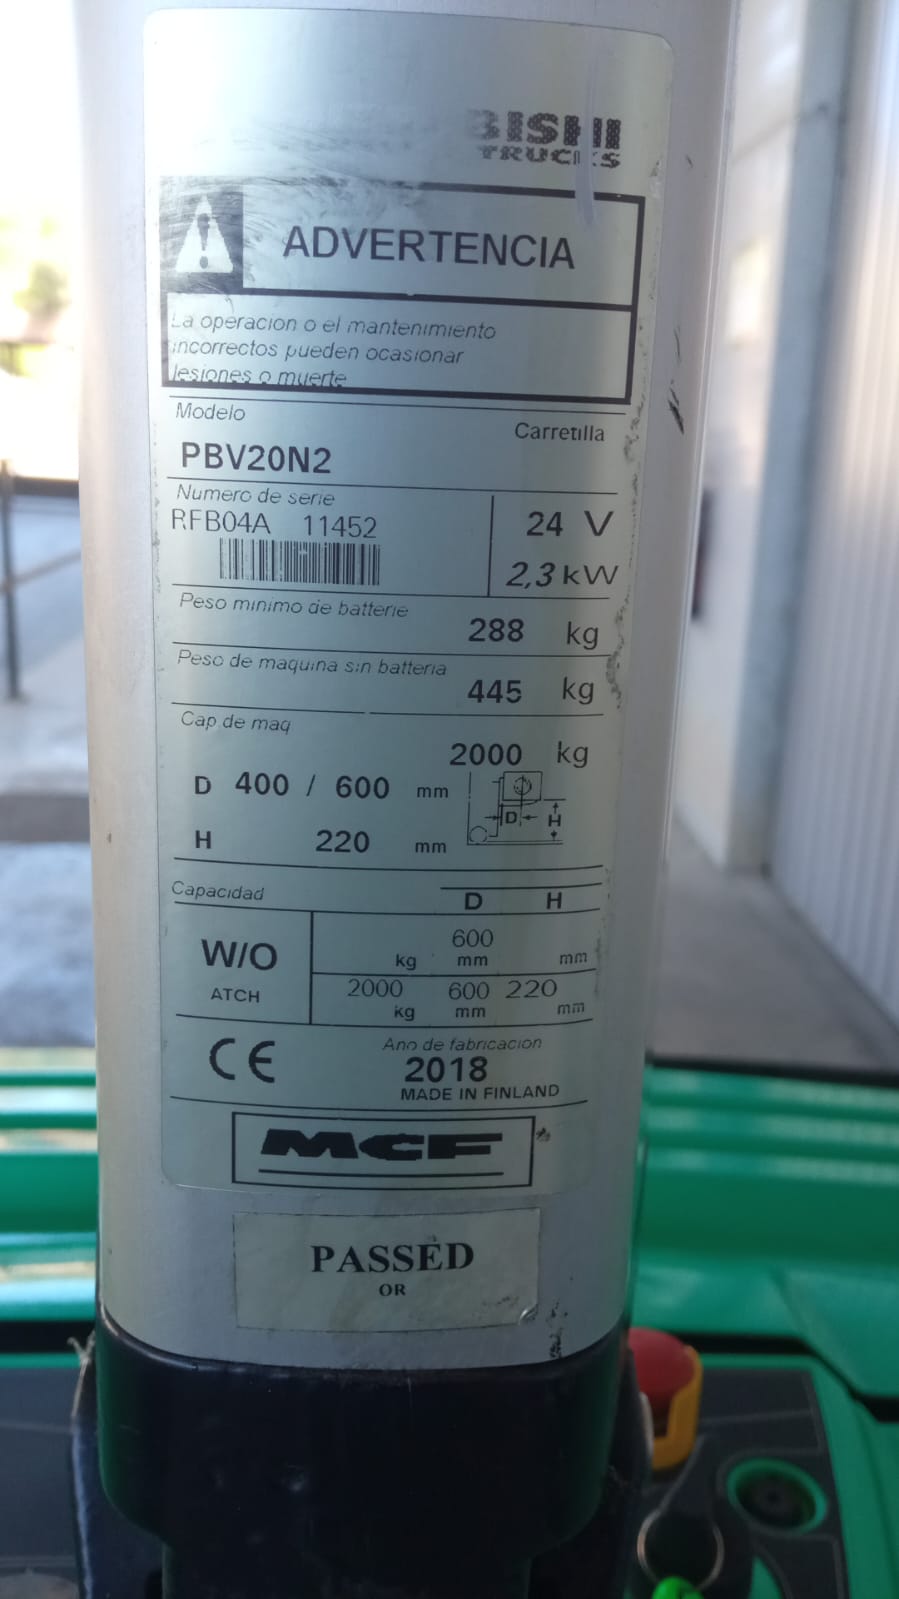 BISHI
TRUCKS
ADVERTENCIA
La operacion o el mantenimiento
incorrectos pueden ocasionar
lesiones o muerte
Modelo
Carretilla
PBV20N2
Numero de serie
RFB04A 11452
24 V
2,3 kW
Peso minimo de batterie
288 kg
Peso de maquina sin batteria
445 kg
Cap de maq
2000 kg
D 400 / 600 mm
D H
H 220 mm
Capacidad D H
W/O
ATCH
600
kg mm mm
2000 600 220
kg mm mm
CE
Ano de fabricacion
2018
MADE IN FINLAND
MCF
PASSED
OR